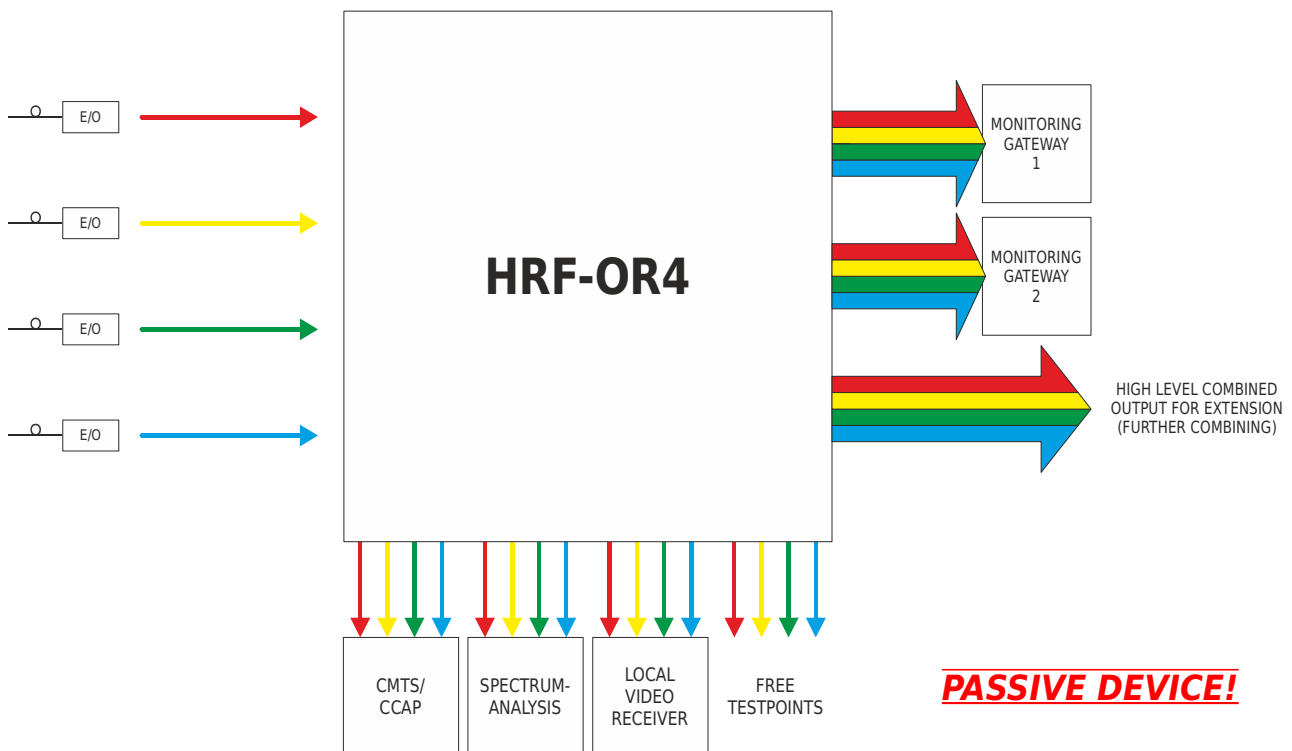 E/O
E/O
E/O
E/O
HRF-OR4
MONITORING
GATEWAY
1
MONITORING
GATEWAY
2
HIGH LEVEL COMBINED
OUTPUT FOR EXTENSION
(FURTHER COMBINING)
CMTS/
CCAP
SPECTRUM-
ANALYSIS
LOCAL
VIDEO
RECEIVER
FREE
TESTPOINTS
PASSIVE DEVICE!